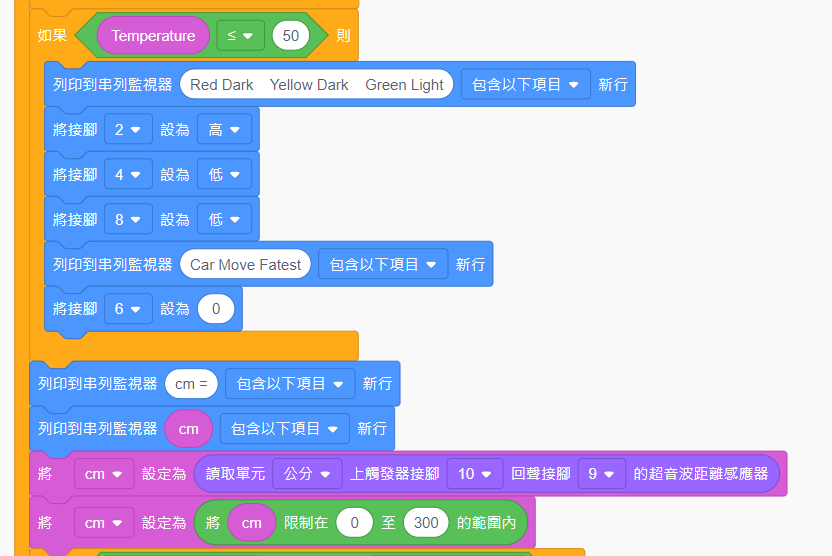 如果 Temperature ≤ 50 則
列印到串列監視器 Red Dark Yellow Dark Green Light 包含以下項目 新行
將接腳 2 設為 高
將接腳 4 設為 低
將接腳 8 設為 低
列印到串列監視器 Car Move Fatest 包含以下項目 新行
將接腳 6 設為 0
列印到串列監視器 cm = 包含以下項目 新行
列印到串列監視器 cm 包含以下項目 新行
將 cm 設定為 讀取單元 公分 上觸發器接腳 10 回聲接腳 9 的超音波距離感應器
將 cm 設定為 將 cm 限制在 0 至 300 的範圍內